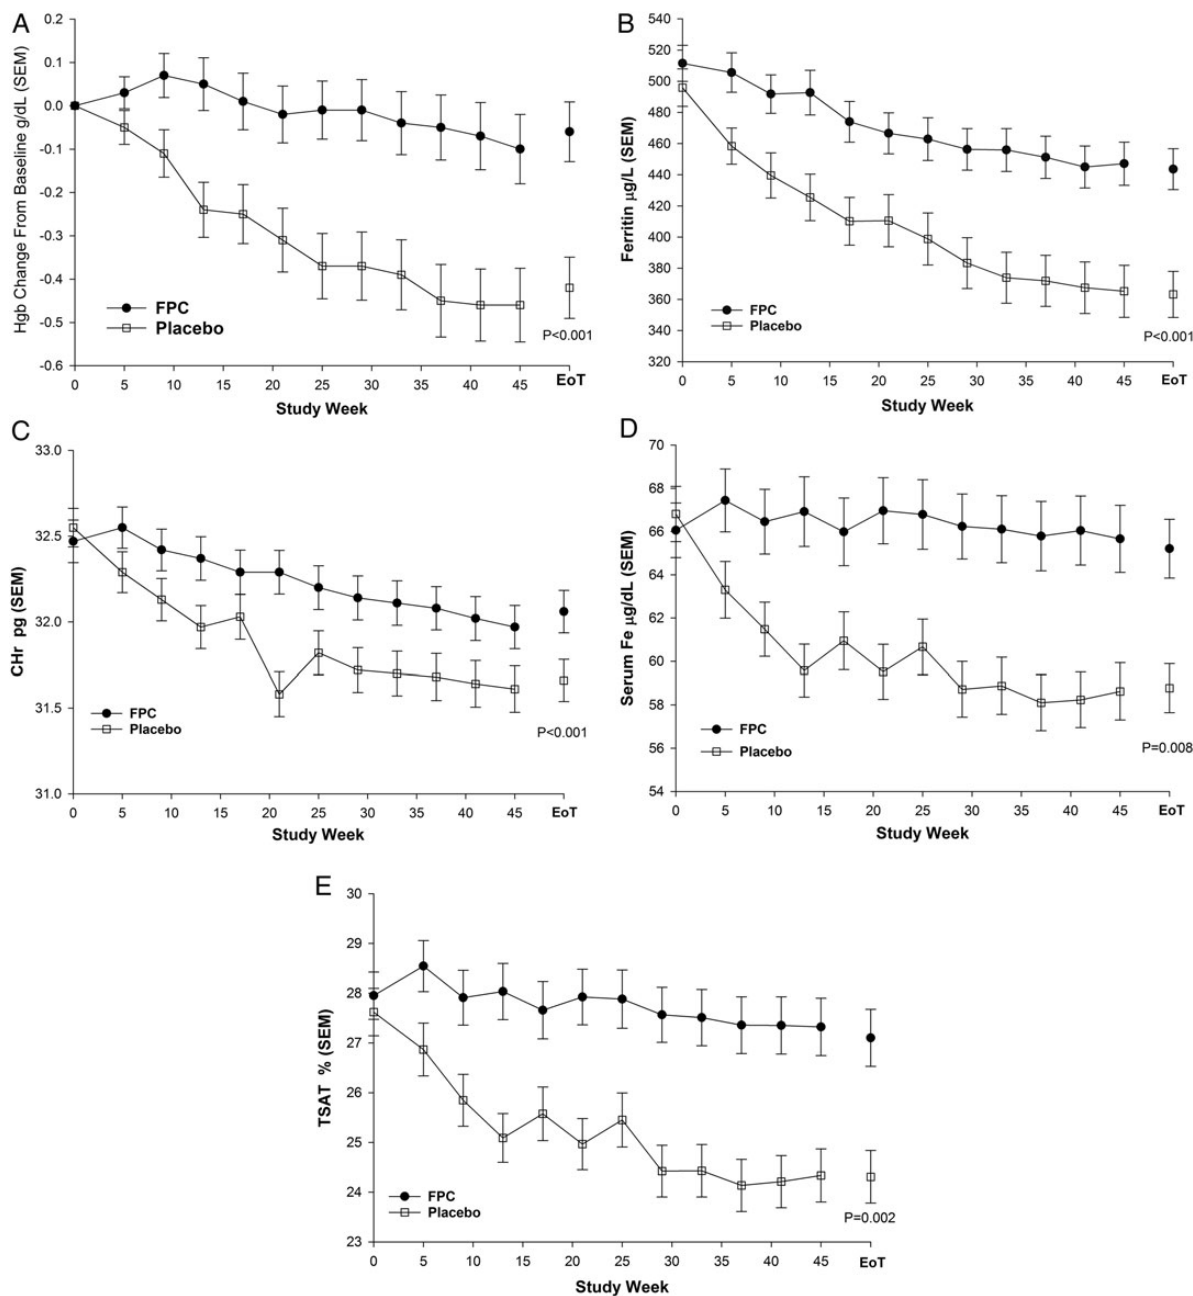 A
Hgb Change From Baseline g/dL (SEM)
0.2
0.1
0.0
-0.1
-0.2
-0.3
-0.4
-0.5
-0.6
FPC
Placebo
P<0.001
0 5 10 15 20 25 30 35 40 45 EoT
Study Week
B
Ferritin µg/L (SEM)
540
520
500
480
460
440
420
400
380
360
340
320
FPC
Placebo
P<0.001
0 5 10 15 20 25 30 35 40 45 EoT
Study Week
C
CHr pg (SEM)
33.0
32.5
32.0
31.5
31.0
FPC
Placebo
P<0.001
0 5 10 15 20 25 30 35 40 45 EoT
Study Week
D
Serum Fe µg/dL (SEM)
70
68
66
64
62
60
58
56
54
FPC
Placebo
P=0.008
0 5 10 15 20 25 30 35 40 45 EoT
Study Week
E
TSAT % (SEM)
30
29
28
27
26
25
24
23
FPC
Placebo
P=0.002
0 5 10 15 20 25 30 35 40 45 EoT
Study Week